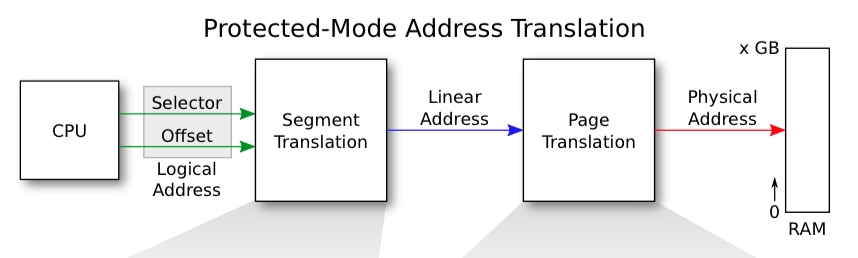 Protected-Mode Address Translation
CPU
Selector
Offset
Logical
Address
Segment
Translation
Linear
Address
Page
Translation
Physical
Address
x GB
0
RAM